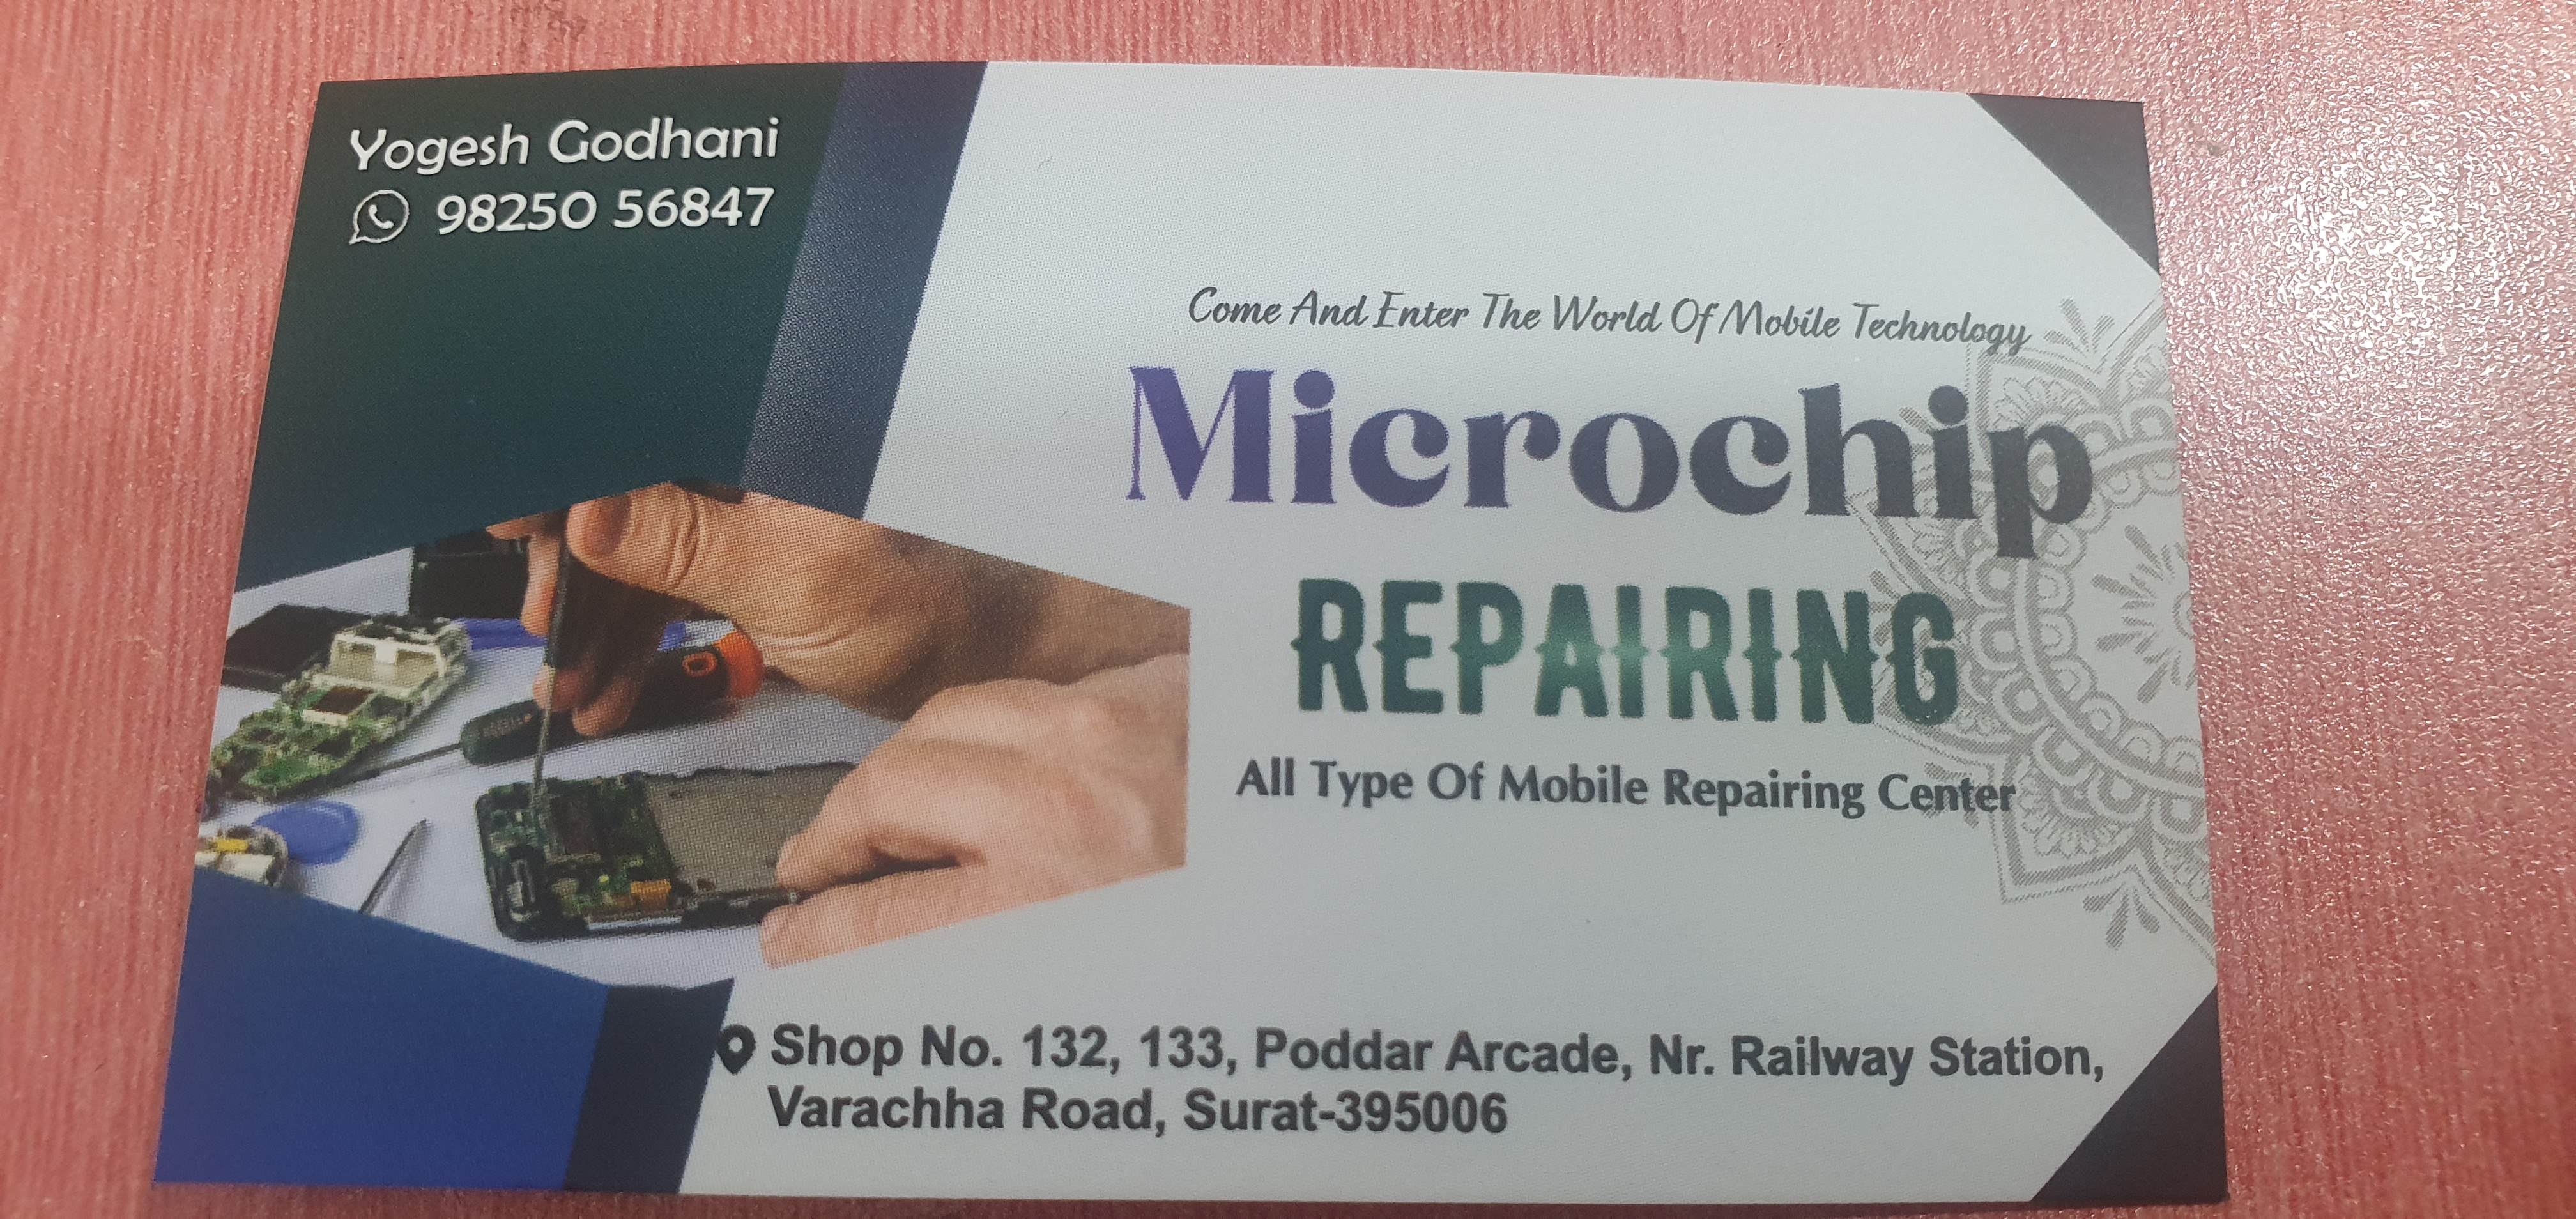 Yogesh Godhani
98250 56847
Come And Enter The World Of Mobile Technology
Microchip
REPAIRING
All Type Of Mobile Repairing Center
Shop No. 132, 133, Poddar Arcade, Nr. Railway Station,
Varachha Road, Surat-395006